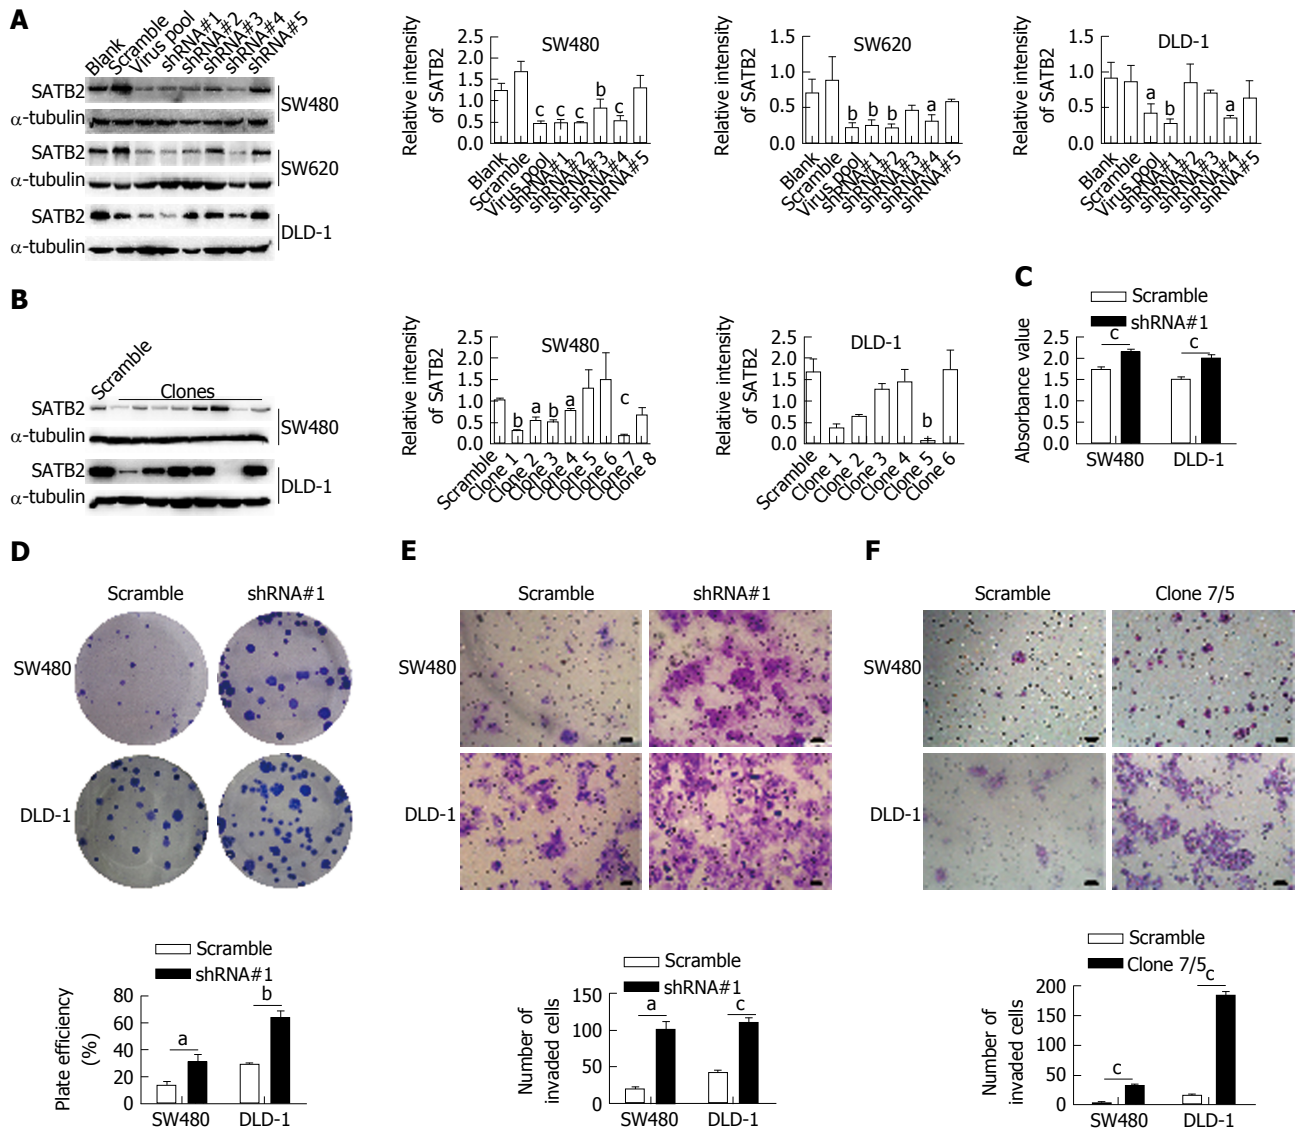 A
Blank
Scramble
Virus pool
shRNA#1
shRNA#2
shRNA#3
shRNA#4
shRNA#5
SATB2
α-tubulin
SW480
SATB2
α-tubulin
SW620
SATB2
α-tubulin
DLD-1
Relative intensity
of SATB2
SW480
2.5
2.0
1.5
1.0
0.5
0.0
c
c
c
b
c
Blank
Scramble
Virus pool
shRNA#1
shRNA#2
shRNA#3
shRNA#4
shRNA#5
Relative intensity
of SATB2
SW620
1.5
1.0
0.5
0.0
b
b
b
a
Blank
Scramble
Virus pool
shRNA#1
shRNA#2
shRNA#3
shRNA#4
shRNA#5
Relative intensity
of SATB2
DLD-1
1.5
1.0
0.5
0.0
a
b
a
Blank
Scramble
Virus pool
shRNA#1
shRNA#2
shRNA#3
shRNA#4
shRNA#5
B
Scramble
Clones
SATB2
α-tubulin
SW480
SATB2
α-tubulin
DLD-1
Relative intensity
of SATB2
SW480
2.5
2.0
1.5
1.0
0.5
0.0
b
a
b
a
c
Scramble
Clone 1
Clone 2
Clone 3
Clone 4
Clone 5
Clone 6
Clone 7
Clone 8
Relative intensity
of SATB2
DLD-1
2.5
2.0
1.5
1.0
0.5
0.0
b
Scramble
Clone 1
Clone 2
Clone 3
Clone 4
Clone 5
Clone 6
C
Scramble
shRNA#1
Absorbance value
2.5
2.0
1.5
1.0
0.5
0.0
c
c
SW480
DLD-1
D
Scramble
shRNA#1
SW480
DLD-1
Scramble
shRNA#1
Plate efficiency
(%)
80
60
40
20
0
a
b
SW480
DLD-1
E
Scramble
shRNA#1
SW480
DLD-1
Scramble
shRNA#1
Number of
invaded cells
150
100
50
0
a
c
SW480
DLD-1
F
Scramble
Clone 7/5
SW480
DLD-1
Scramble
Clone 7/5
Number of
invaded cells
200
150
100
50
0
c
c
SW480
DLD-1